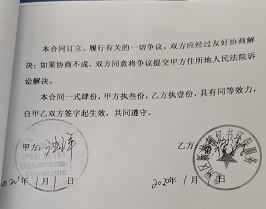 本合同订立、履行有关的一切争议，双方应经过友好协商解
决；如果协商不成，双方同意将争议提交甲方住所地人民法院诉
讼解决。
本合同一式肆份，甲方执叁份，乙方执壹份，具有同等效力，
自甲乙双方签字起生效，共同遵守。
甲方： 乙方：
年1月1日 年1月1日